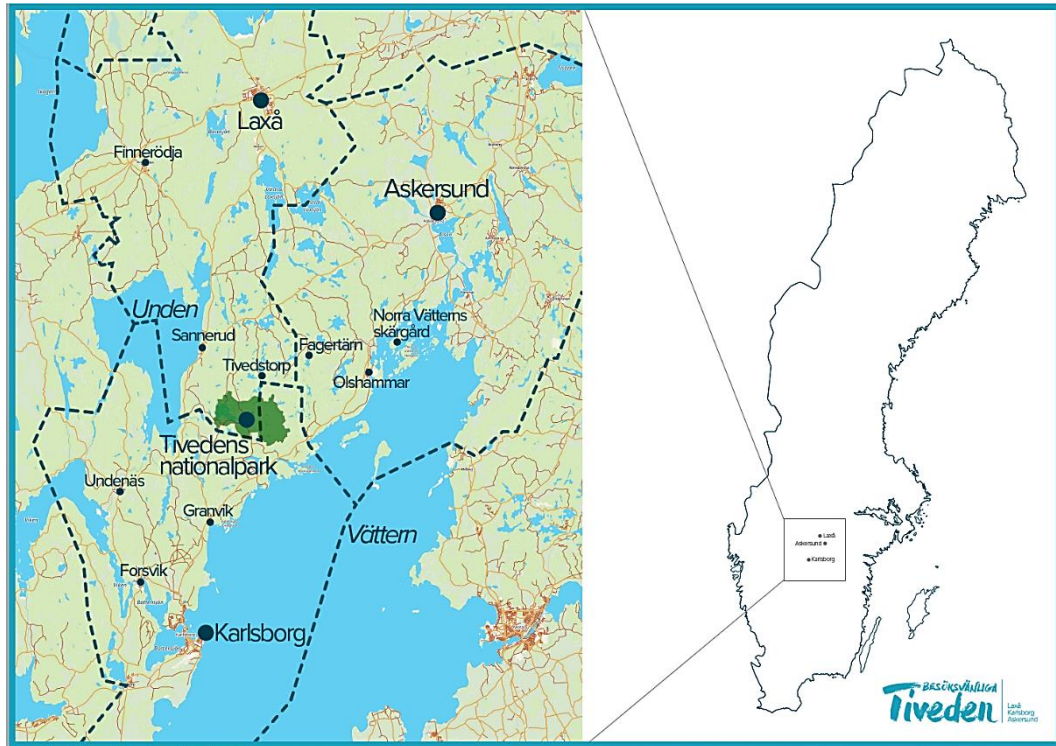 Laxå
Finnerödja
Askersund
Unden
Norra Vätterns
skärgård
Sannerud
Fagertärn
Tivedstorp
Olshammar
Tivedens
nationalpark
Undenäs
Granvik
Vättern
Forsvik
Karlsborg
Laxå
Askersund
Karlsborg
BESÖKSVÄNLIGA
Tiveden
Laxå
Karlsborg
Askersund